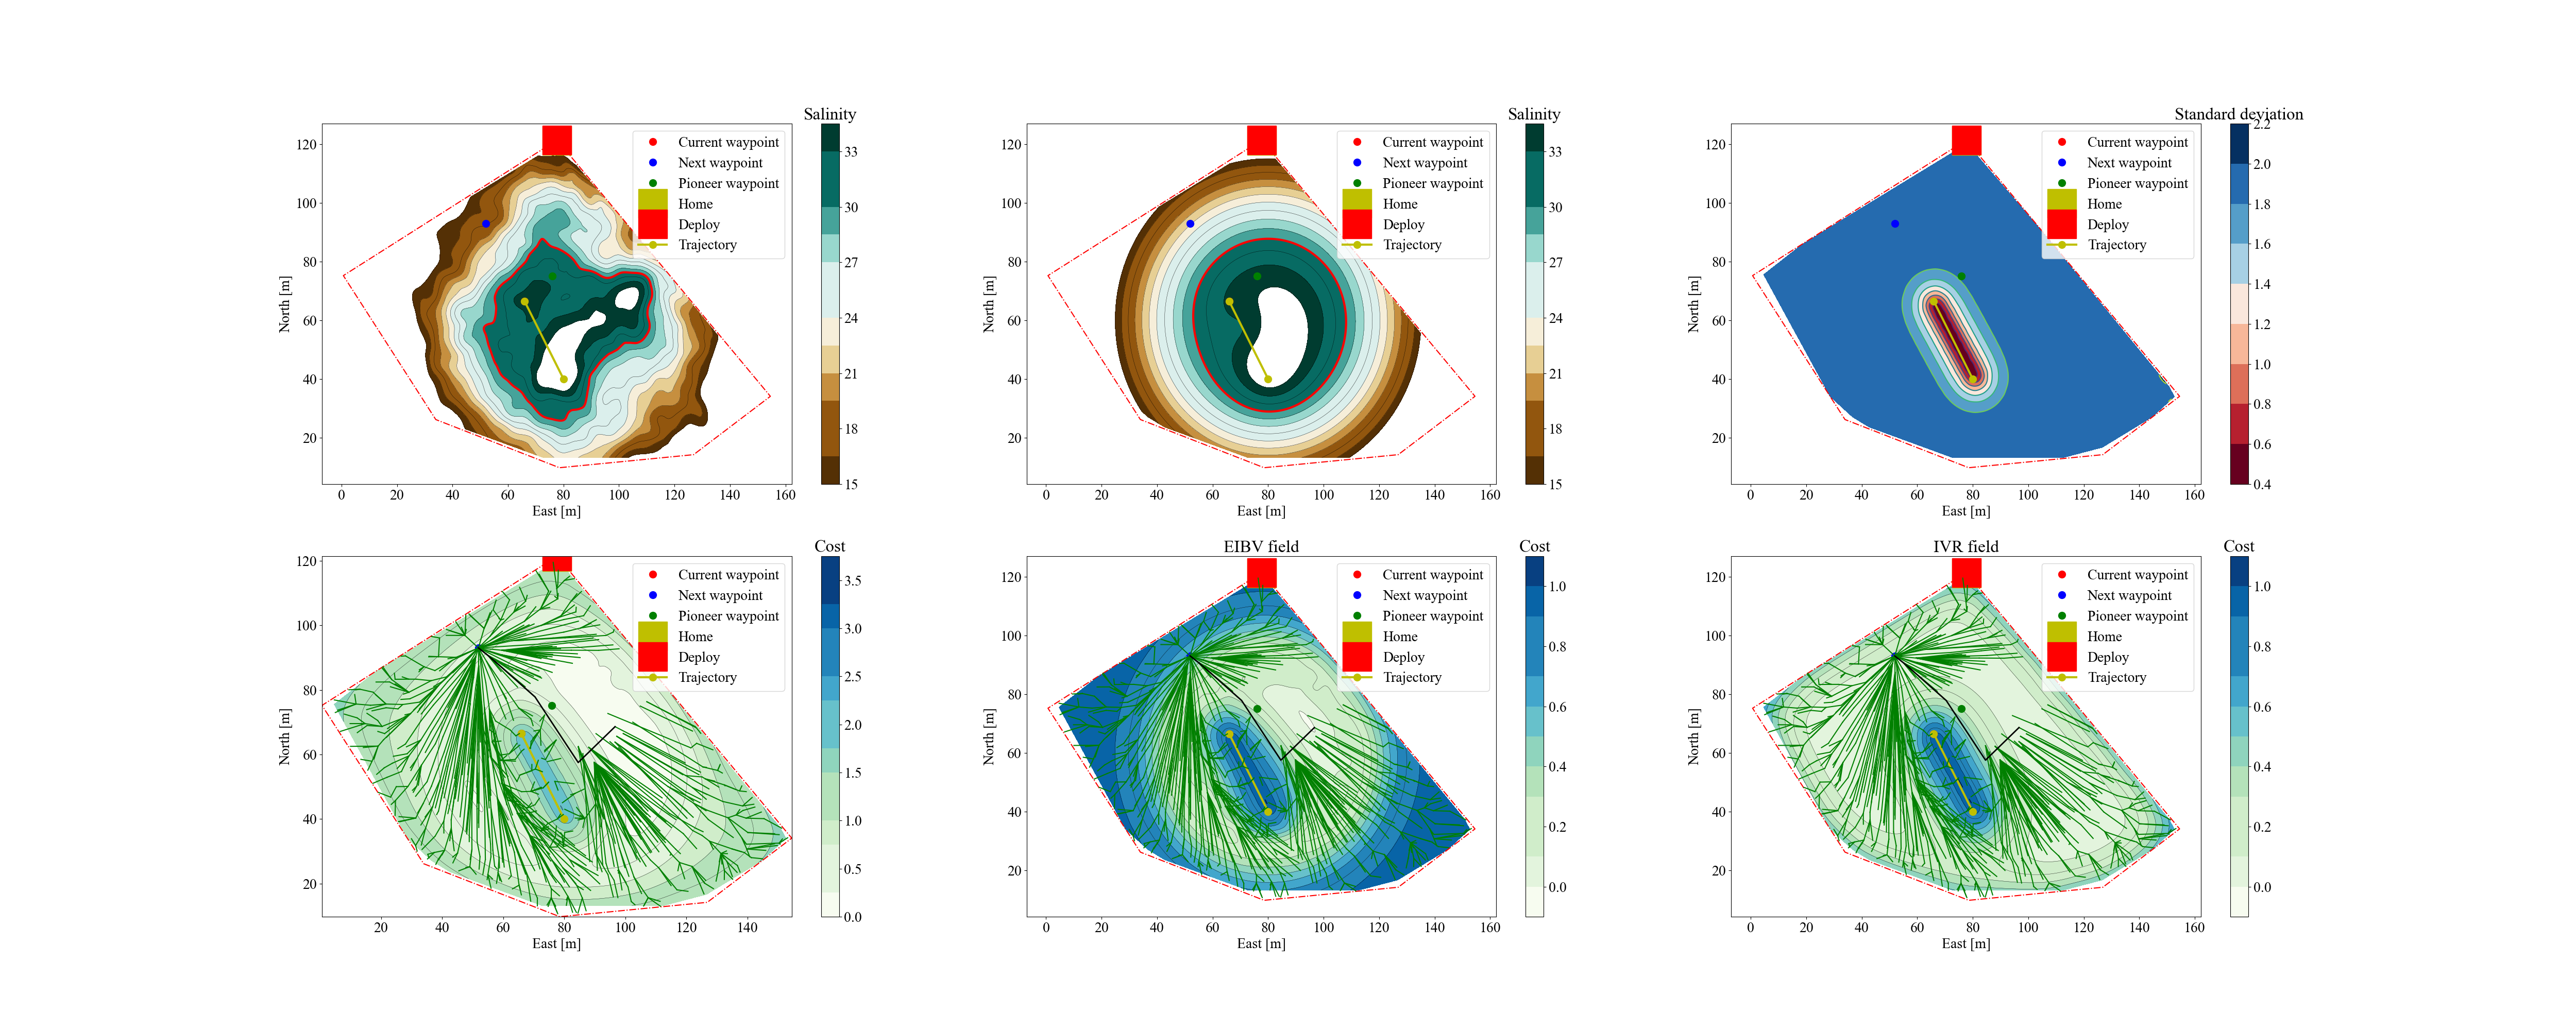 Salinity
Current waypoint
Next waypoint
Pioneer waypoint
Home
Deploy
Trajectory
120
100
80
60
40
20
North [m]
0 20 40 60 80 100 120 140 160
East [m]
33
30
27
24
21
18
15
Salinity
Current waypoint
Next waypoint
Pioneer waypoint
Home
Deploy
Trajectory
120
100
80
60
40
20
North [m]
0 20 40 60 80 100 120 140 160
East [m]
33
30
27
24
21
18
15
Standard deviation
Current waypoint
Next waypoint
Pioneer waypoint
Home
Deploy
Trajectory
120
100
80
60
40
20
North [m]
0 20 40 60 80 100 120 140 160
East [m]
2.2
2.0
1.8
1.6
1.4
1.2
1.0
0.8
0.6
0.4
Cost
Current waypoint
Next waypoint
Pioneer waypoint
Home
Deploy
Trajectory
120
100
80
60
40
20
North [m]
20 40 60 80 100 120 140
East [m]
3.5
3.0
2.5
2.0
1.5
1.0
0.5
0.0
EIBV field
Cost
Current waypoint
Next waypoint
Pioneer waypoint
Home
Deploy
Trajectory
120
100
80
60
40
20
North [m]
0 20 40 60 80 100 120 140 160
East [m]
1.0
0.8
0.6
0.4
0.2
0.0
IVR field
Cost
Current waypoint
Next waypoint
Pioneer waypoint
Home
Deploy
Trajectory
120
100
80
60
40
20
North [m]
0 20 40 60 80 100 120 140 160
East [m]
1.0
0.8
0.6
0.4
0.2
0.0